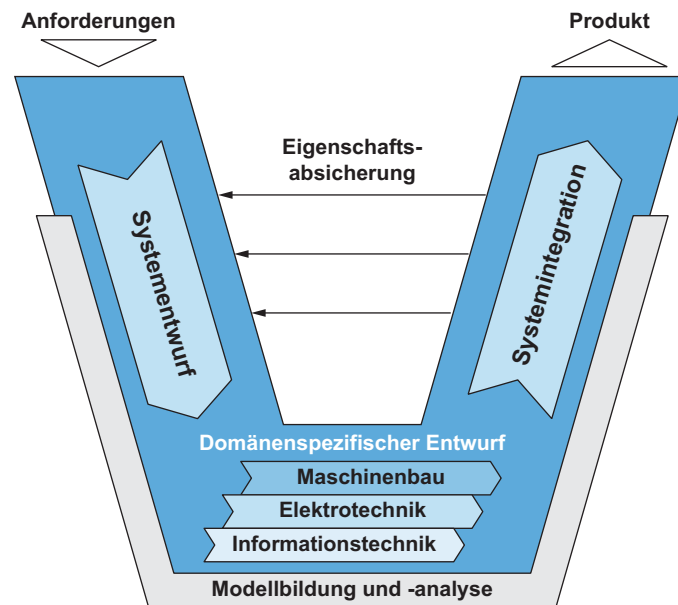 Anforderungen
Produkt
Eigenschafts-
absicherung
Systementwurf
Systemintegration
Domänenspezifischer Entwurf
Maschinenbau
Elektrotechnik
Informationstechnik
Modellbildung und -analyse